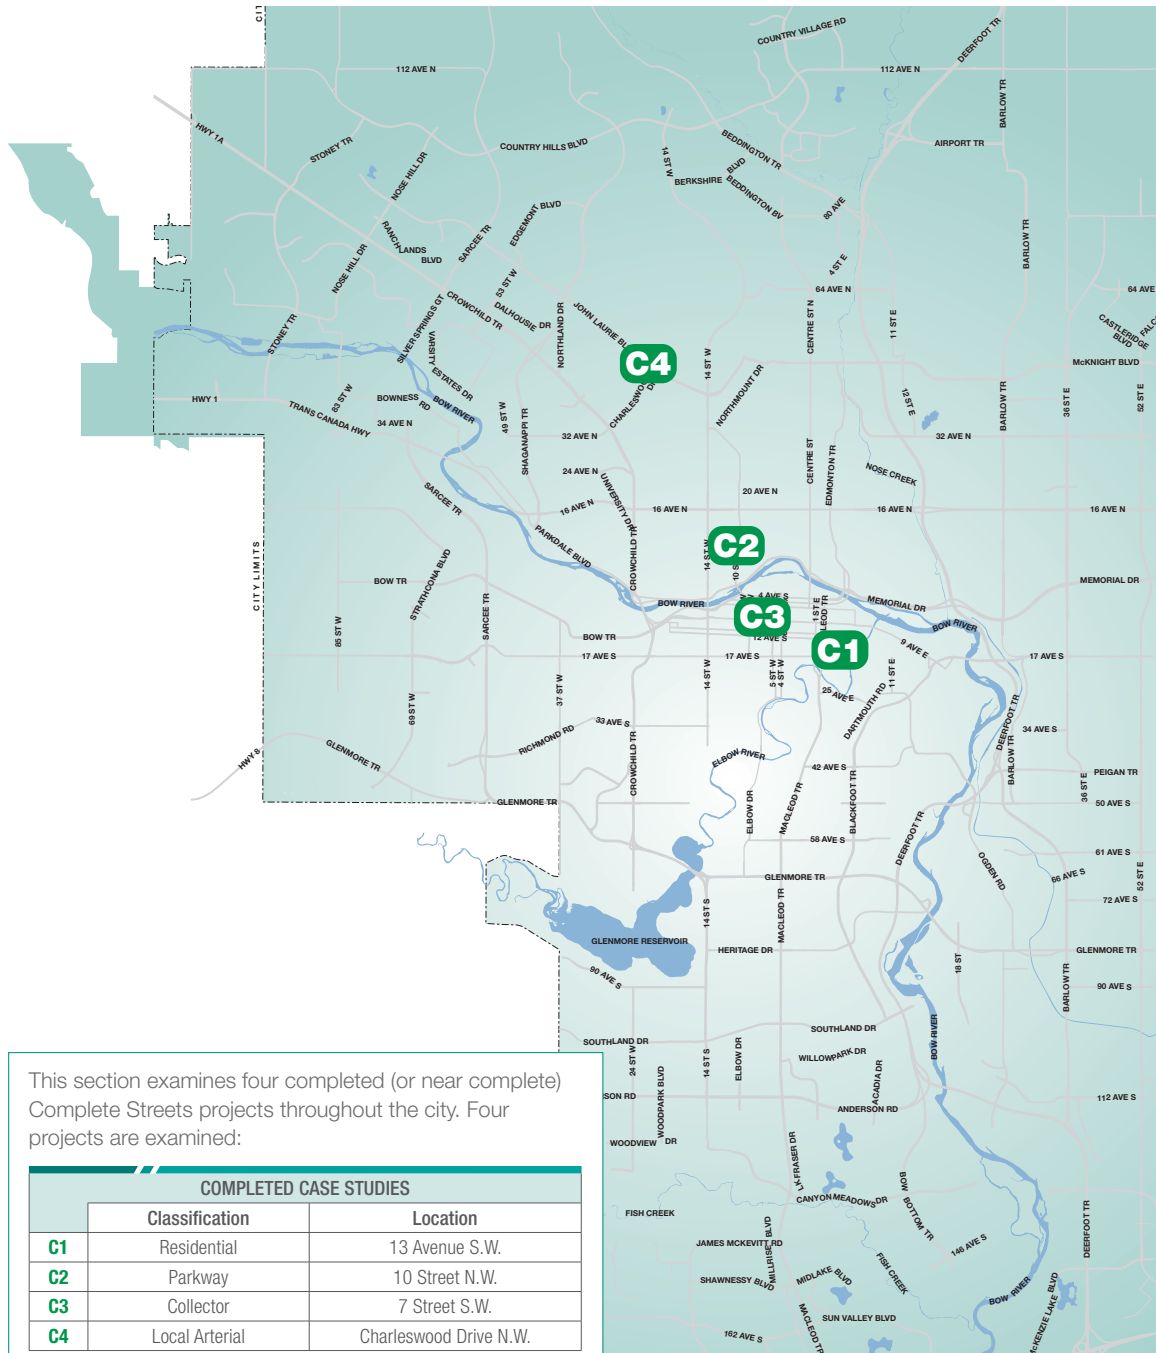 CIT
COUNTRY VILLAGE RD
DEERFOOT TR
112 AVE N
112 AVE N
BARLOW TR
HWY 1A
STONEY TR
NOSE HILL DR
COUNTRY HILLS BLVD
14 ST W
BEDDINGTON TR
AIRPORT TR
BERKSHIRE BLVD
BEDDINGTON BV
80 AVE
EDGEMONT BLVD
SARCEE TR
RANCH
LANDS
BLVD
NOSE HILL DR
53 ST W
4 ST E
BARLOW TR
64 AVE N
64 AVE
CROWCHILD TR
DALHOUSIE DR
JOHN LAURIE BL
NORTHLAND DR
SILVER SPRINGS GT
VARSITY
ESTATES DR
STONEY TR
CENTRE ST N
11 ST E
CASTLERIDGE
BLVD
FALC
C4
14 ST W
McKNIGHT BLVD
NORTHMOUNT DR
CHARLESWO
DR
12 ST E
BARLOW TR
36 ST E
52 ST E
HWY 1
63 ST W
BOWNESS
RD
BOW RIVER
TRANS CANADA HWY
34 AVE N
49 ST W
SHAGANAPPI TR
32 AVE N
32 AVE N
24 AVE N
UNIVERSITY DR
CENTRE ST
EDMONTON TR
NOSE CREEK
20 AVE N
SARCEE TR
16 AVE N
16 AVE N
16 AVE N
16 AVE N
PARKDALE BLVD
CROWCHILD TR
14 ST W
C2
10 S
CITY LIMITS
STRATHCONA BLVD
BOW TR
MEMORIAL DR
BOW RIVER
4 AVE S
C3
12 AVE S
1 ST E
LEOD TR
MEMORIAL DR
BOW RIVER
SARCEE TR
85 ST W
BOW TR
C1
9 AVE E
17 AVE S
17 AVE S
17 AVE S
14 ST W
5 ST W
4 ST W
11 ST E
37 ST W
69 ST W
25 AVE E
DARTMOUTH RD
33 AVE S
RICHMOND RD
DEERFOOT TR
34 AVE S
HWY 8
GLENMORE TR
CROWCHILD TR
ELBOW RIVER
42 AVE S
BARLOW TR
PEIGAN TR
36 ST E
GLENMORE TR
ELBOW DR
MACLEOD TR
BLACKFOOT TR
50 AVE S
58 AVE S
DEERFOOT TR
OGDEN RD
61 AVE S
66 AVE S
52 ST E
GLENMORE TR
72 AVE S
14 ST S
MACLEOD TR
GLENMORE RESERVOIR
HERITAGE DR
18 ST
GLENMORE TR
90 AVE S
BARLOW TR
90 AVE S
SOUTHLAND DR
SOUTHLAND DR
BOW RIVER
24 ST W
14 ST S
ELBOW DR
WILLOWPARK DR
WOODPARK BLVD
ACADIA DR
SON RD
ANDERSON RD
112 AVE S
WOODVIEW DR
L.K FRASER DR
CANYON MEADOWS DR
BOW
BOTTOM TR
FISH CREEK
JAMES MCKEVITT RD
146 AVE S
MILLRISE BLVD
DEERFOOT TR
SHAWNESSY BLVD
MIDLAKE BLVD
FISH CREEK
BOW RIVER
McKENZIE LAKE BLVD
SUN VALLEY BLVD
MACLEOD TR
162 AVE S
This section examines four completed (or near complete)
Complete Streets projects throughout the city. Four
projects are examined:
COMPLETED CASE STUDIES
Classification Location
C1 Residential 13 Avenue S.W.
C2 Parkway 10 Street N.W.
C3 Collector 7 Street S.W.
C4 Local Arterial Charleswood Drive N.W.